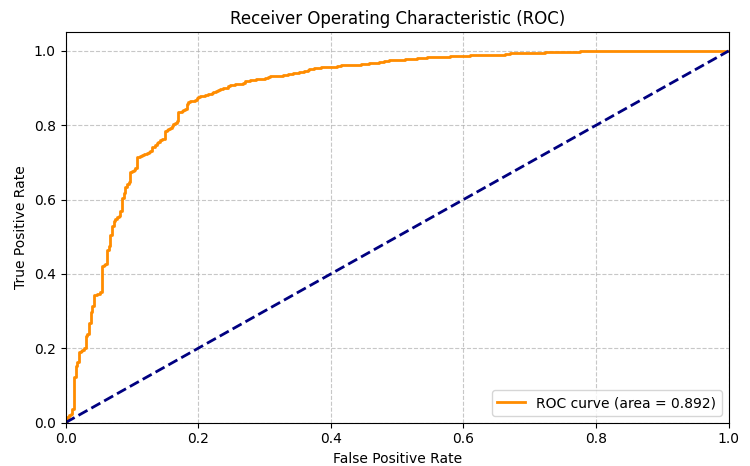 Receiver Operating Characteristic (ROC)
True Positive Rate
1.0
0.8
0.6
0.4
0.2
0.0
ROC curve (area = 0.892)
0.0 0.2 0.4 0.6 0.8 1.0
False Positive Rate